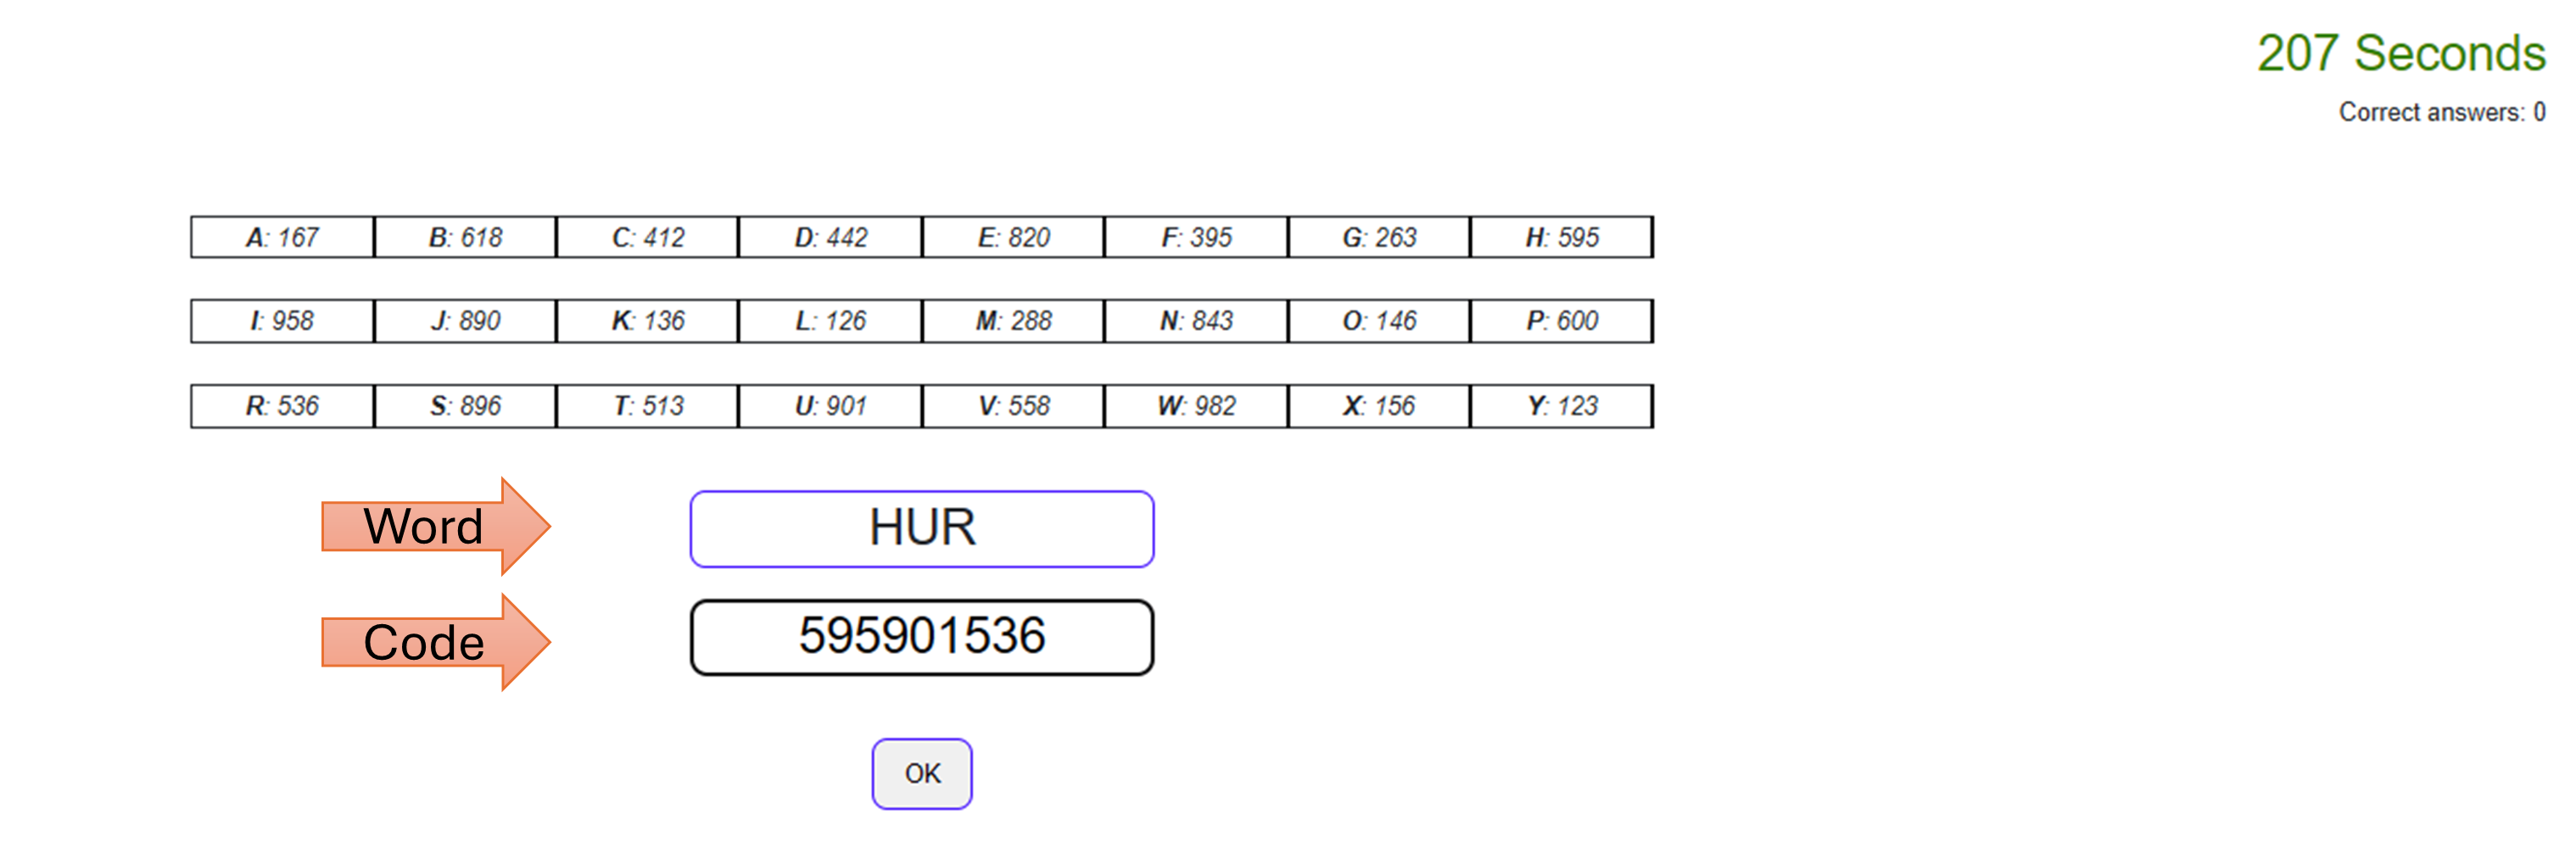 207 Seconds
Correct answers: 0
A: 167 B: 618 C: 412 D: 442 E: 820 F: 395 G: 263 H: 595
I: 958 J: 890 K: 136 L: 126 M: 288 N: 843 O: 146 P: 600
R: 536 S: 896 T: 513 U: 901 V: 558 W: 982 X: 156 Y: 123
Word HUR
Code 595901536
OK